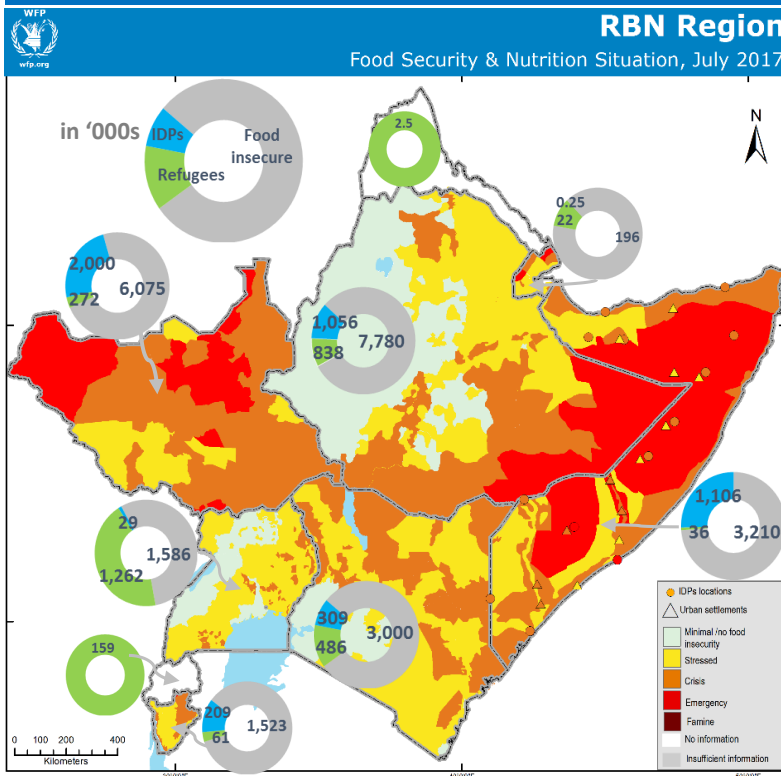 WFP
wfp.org
RBN Region
Food Security & Nutrition Situation, July 2017
in ‘000s
IDPs
Food
insecure
Refugees
2.5
N
0.25
22
196
2,000
6,075
272
1,056
838
7,780
1,106
36
3,210
29
1,586
1,262
309
3,000
486
159
209
1,523
61
IDPs locations
Urban settlements
Minimal /no food
insecurity
Stressed
Crisis
Emergency
Famine
No information
Insufficient information
0 100 200 400
Kilometers